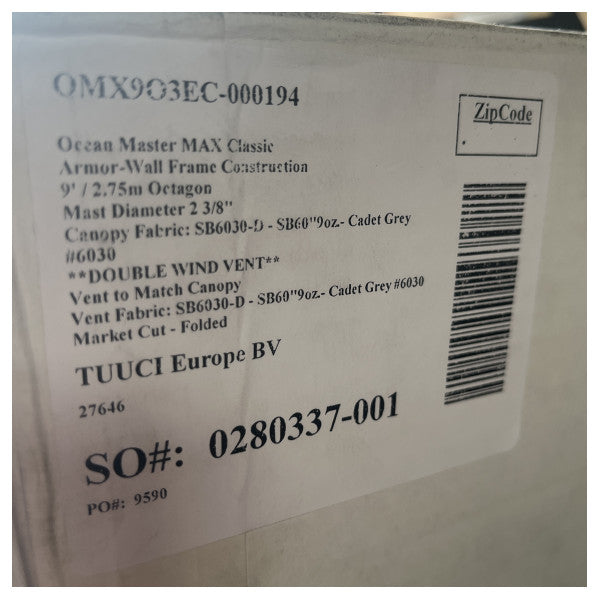 OMX9O3EC-000194
ZipCode
Ocean Master MAX Classic
Armor-Wall Frame Construction
9' / 2.75m Octagon
Mast Diameter 2 3/8"
Canopy Fabric: SB6030-D - SB60"9oz.- Cadet Grey
#6030
**DOUBLE WIND VENT**
Vent to Match Canopy
Vent Fabric: SB6030-D - SB60"9oz.- Cadet Grey #6030
Market Cut - Folded
TUUCI Europe BV
27646
SO#: 0280337-001
PO#: 9590